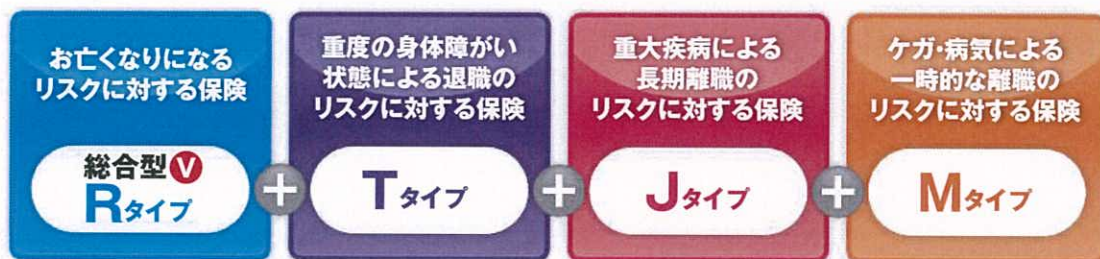 お亡くなりになる
リスクに対する保険
総合型 V
Rタイプ
+
重度の身体障がい
状態による退職の
リスクに対する保険
Tタイプ
+
重大疾病による
長期離職の
リスクに対する保険
Jタイプ
+
ケガ・病気による
一時的な離職の
リスクに対する保険
Mタイプ